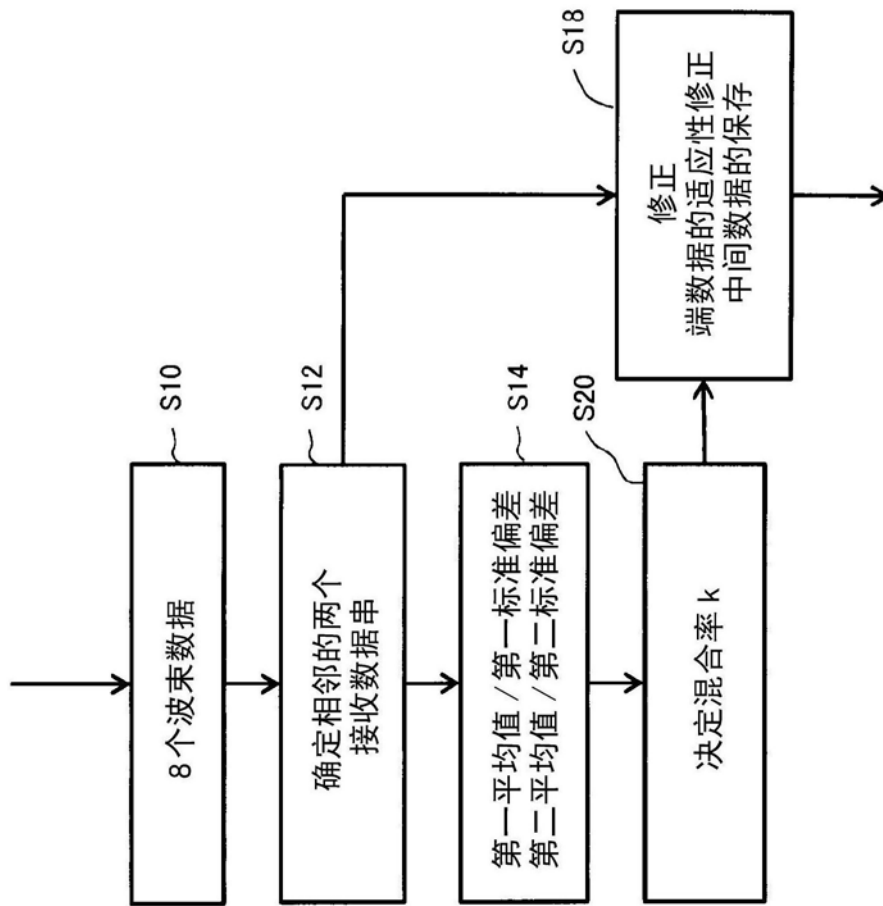 S10
8个波束数据
S12
确定相邻的两个
接收数据串
S14
第一平均值／第一标准偏差
第二平均值／第二标准偏差
S20
决定混合率k
S18
修正
端数据的适应性修正
中间数据的保存